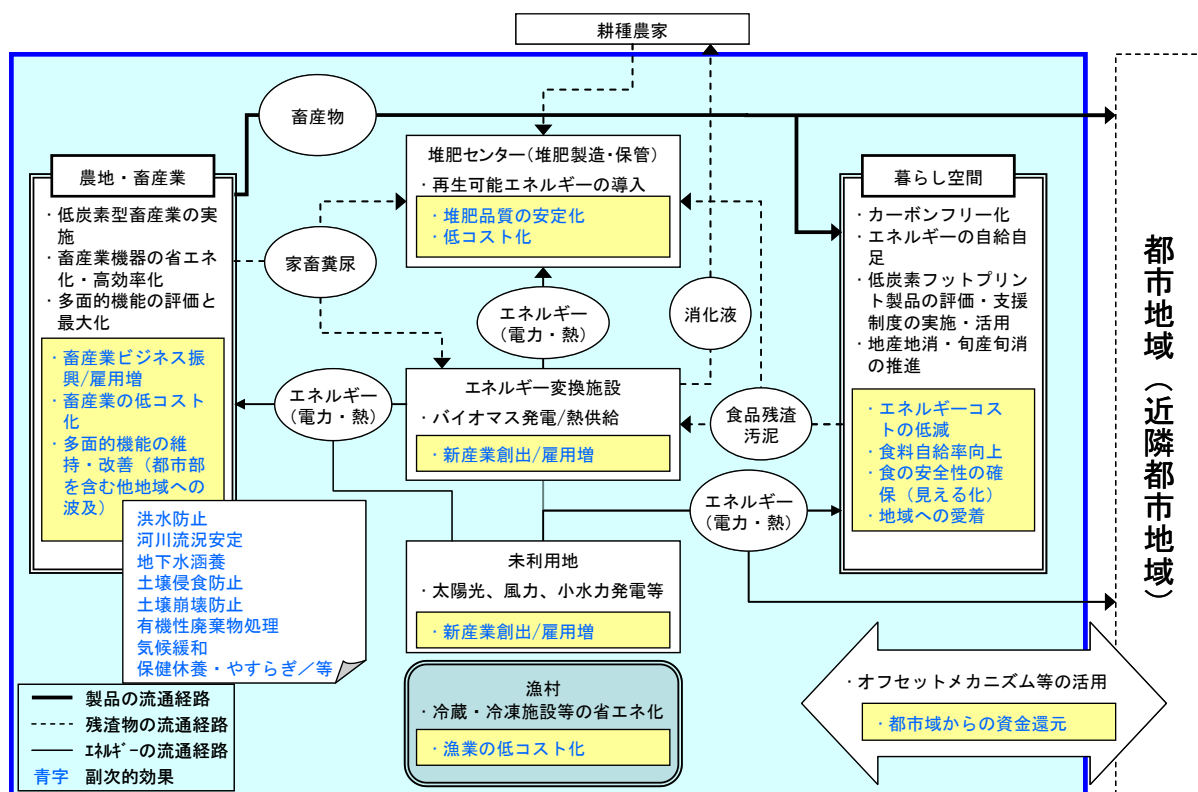 耕種農家
畜産物
農地・畜産業
・低炭素型畜産業の実
施
・畜産業機器の省エネ
化・高効率化
・多面的機能の評価と
最大化
・畜産業ビジネス振
興/雇用増
・畜産業の低コスト
化
・多面的機能の維
持・改善（都市部
を含む他地域への
波及）
洪水防止
河川流況安定
地下水涵養
土壌侵食防止
土壌崩壊防止
有機性廃棄物処理
気候緩和
保健休養・やすらぎ／等
家畜糞尿
エネルギー
（電力・熱）
堆肥センター（堆肥製造・保管）
・再生可能エネルギーの導入
・堆肥品質の安定化
・低コスト化
エネルギー
（電力・熱）
消化液
エネルギー変換施設
・バイオマス発電/熱供給
・新産業創出/雇用増
食品残渣
汚泥
エネルギー
（電力・熱）
未利用地
・太陽光、風力、小水力発電等
・新産業創出/雇用増
漁村
・冷蔵・冷凍施設等の省エネ化
・漁業の低コスト化
暮らし空間
・カーボンフリー化
・エネルギーの自給自
足
・低炭素フットプリ
ント製品の評価・支援
制度の実施・活用
・地産地消・旬産旬消
の推進
・エネルギーコス
トの低減
・食料自給率向上
・食の安全性の確
保（見える化）
・地域への愛着
都市地域（近隣都市地域）
・オフセットメカニズム等の活用
・都市域からの資金還元
製品の流通経路
残渣物の流通経路
ｴﾈﾙｷﾞｰの流通経路
青字 副次的効果